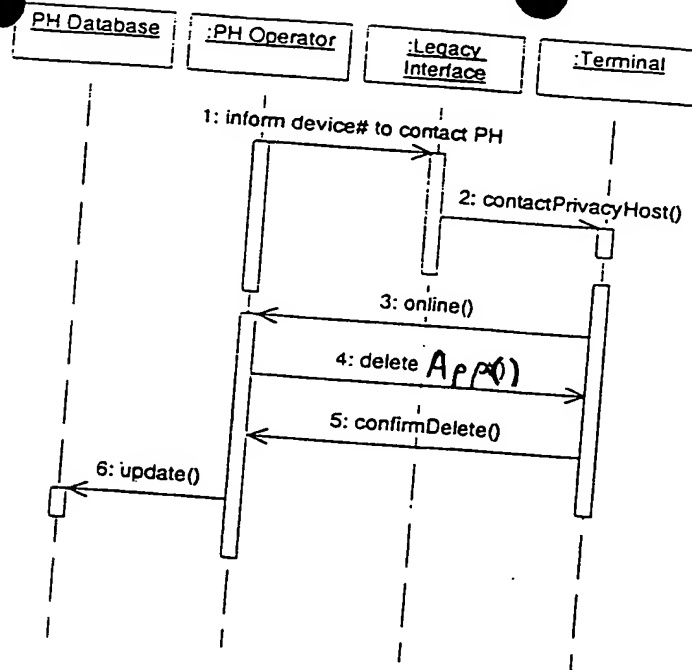 PH Database
:PH Operator
:Legacy
Interface
:Terminal
1: inform device# to contact PH
2: contactPrivacyHost()
3: online()
4: delete App()
5: confirmDelete()
6: update()